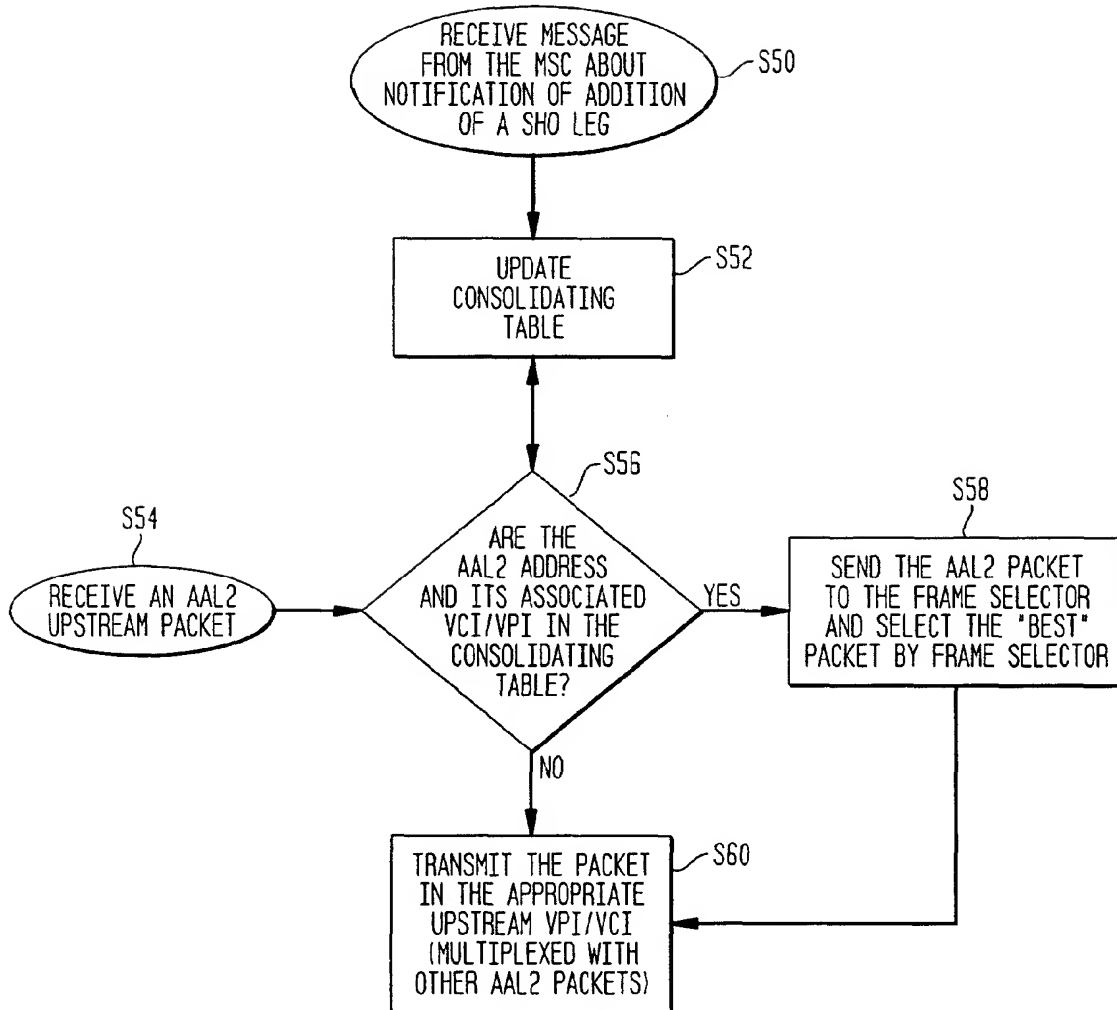 RECEIVE MESSAGE
FROM THE MSC ABOUT
NOTIFICATION OF ADDITION
OF A SHO LEG
S50
UPDATE
CONSOLIDATING
TABLE
S52
S54
RECEIVE AN AAL2
UPSTREAM PACKET
S56
ARE THE
AAL2 ADDRESS
AND ITS ASSOCIATED
VCI/VPI IN THE
CONSOLIDATING
TABLE?
YES
NO
S58
SEND THE AAL2 PACKET
TO THE FRAME SELECTOR
AND SELECT THE "BEST"
PACKET BY FRAME SELECTOR
S60
TRANSMIT THE PACKET
IN THE APPROPRIATE
UPSTREAM VPI/VCI
(MULTIPLEXED WITH
OTHER AAL2 PACKETS)